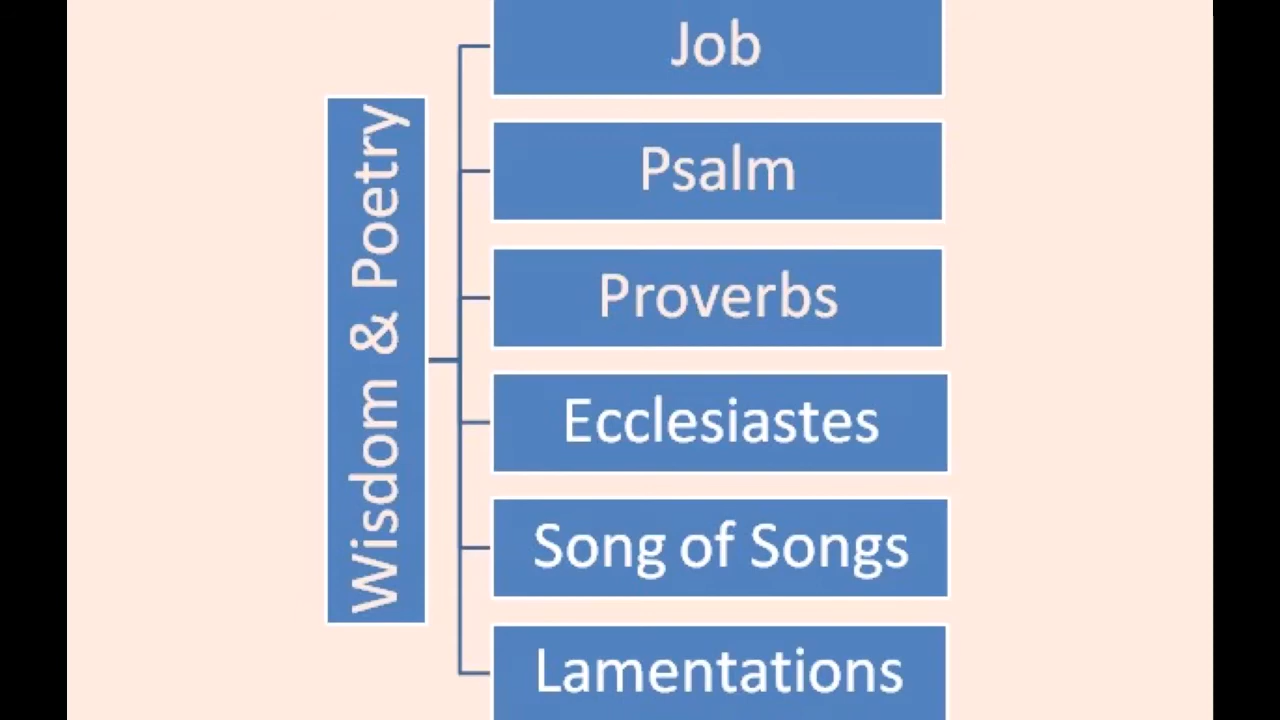 Wisdom & Poetry
Job
Psalm
Proverbs
Ecclesiastes
Song of Songs
Lamentations